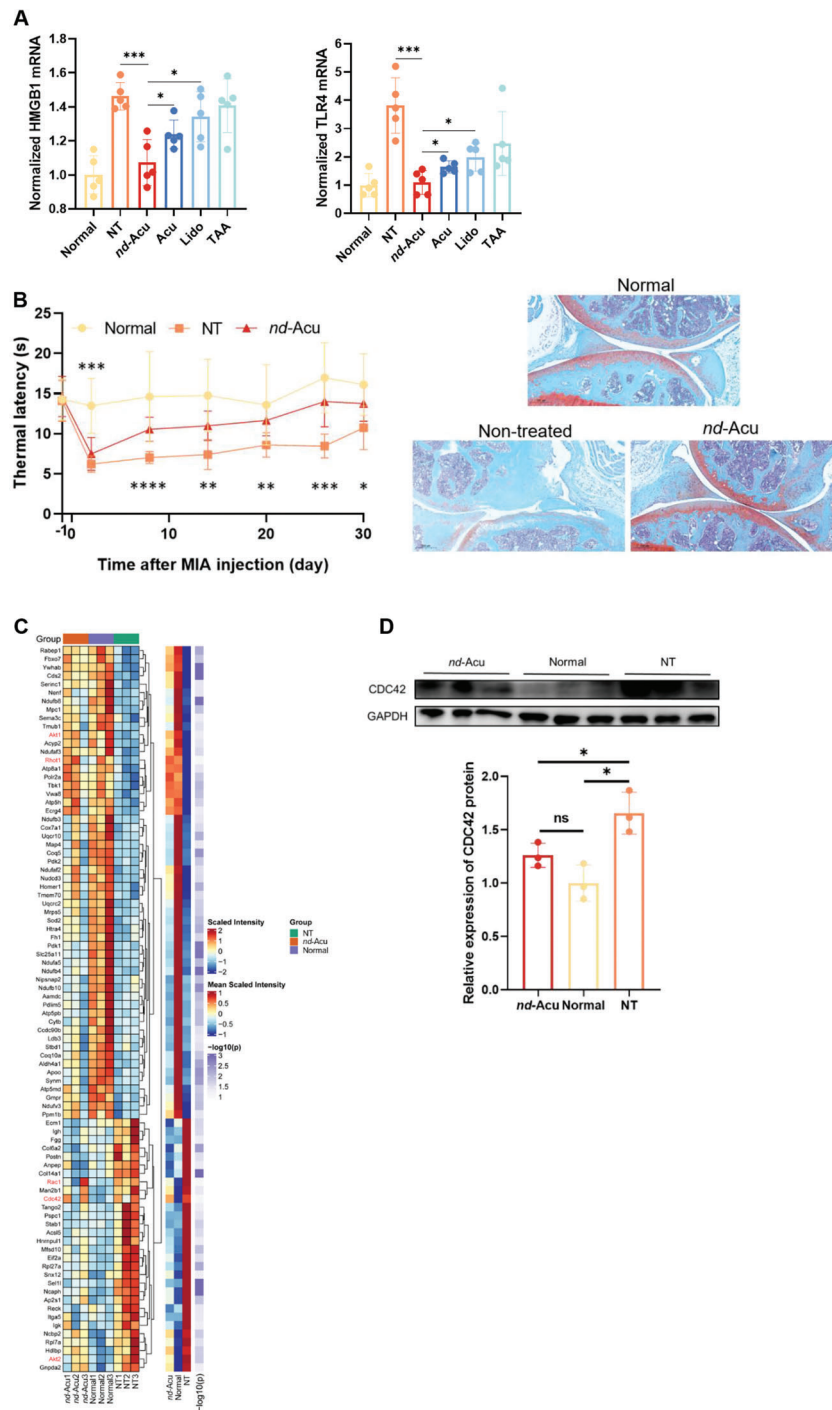 A
Normalized HMGB1 mRNA
1.8
1.6
1.4
1.2
1.0
0.8
***
*
*
Normal
NT
nd-Acu
Acu
Lido
TAA
Normalized TLR4 mRNA
6
5
4
3
2
1
0
***
*
*
Normal
NT
nd-Acu
Acu
Lido
TAA
B
Thermal latency (s)
25
20
15
10
5
0
Normal NT nd-Acu
***
**** ** ** *** *
-10 10 20 30
Time after MIA injection (day)
Normal
Non-treated nd-Acu
C
Group
Rabep1
Fbxo7
Ywhab
Cds2
Serinc1
Nenf
Ndufb8
Mpc1
Sema3c
Tmub1
Akt1
Acyp2
Ndufaf3
Rhot1
Atp8a1
Polr2a
Tbk1
Vwa8
Atp5h
Ecrg4
Ndufb3
Cox7a1
Uqcr10
Map4
Coq5
Pdk2
Ndufaf2
Nudcd3
Homer1
Tmem70
Uqcrc2
Mrps5
Sod2
Htra4
Fh1
Pdk1
Slc25a11
Ndufa5
Ndufb4
Nipsnap2
Ndufb10
Aamdc
Pdlim5
Atp5pb
Cytb
Ccdc90b
Ldb3
Stbd1
Coq10a
Aldh4a1
Apoo
Synm
Atp5md
Gmpr
Ndufv3
Ppm1b
Ecm1
Igh
Fgg
Col6a2
Postn
Anpep
Col14a1
Rac1
Man2b1
Cdc42
Tango2
Pspc1
Stab1
Acsl5
Hnrnpul1
Mfsd10
Eif2a
Rpl27a
Snx12
Sel1l
Ncaph
Ap2s1
Reck
Itga5
Igk
Ncbp2
Rpl7a
Hdlbp
Akt2
Gnpda2
nd-Acu1
nd-Acu2
nd-Acu3
Normal1
Normal2
Normal3
NT1
NT2
NT3
nd-Acu
Normal
NT
-log10(p)
Scaled Intensity
2
1
0
-1
-2
Mean Scaled Intensity
1
0.5
0
-0.5
-1
-log10(p)
3
2.5
2
1.5
1
Group
NT
nd-Acu
Normal
D
nd-Acu Normal NT
CDC42
GAPDH
Relative expression of CDC42 protein
2.0
1.5
1.0
0.5
0.0
*
*
ns
nd-Acu Normal NT